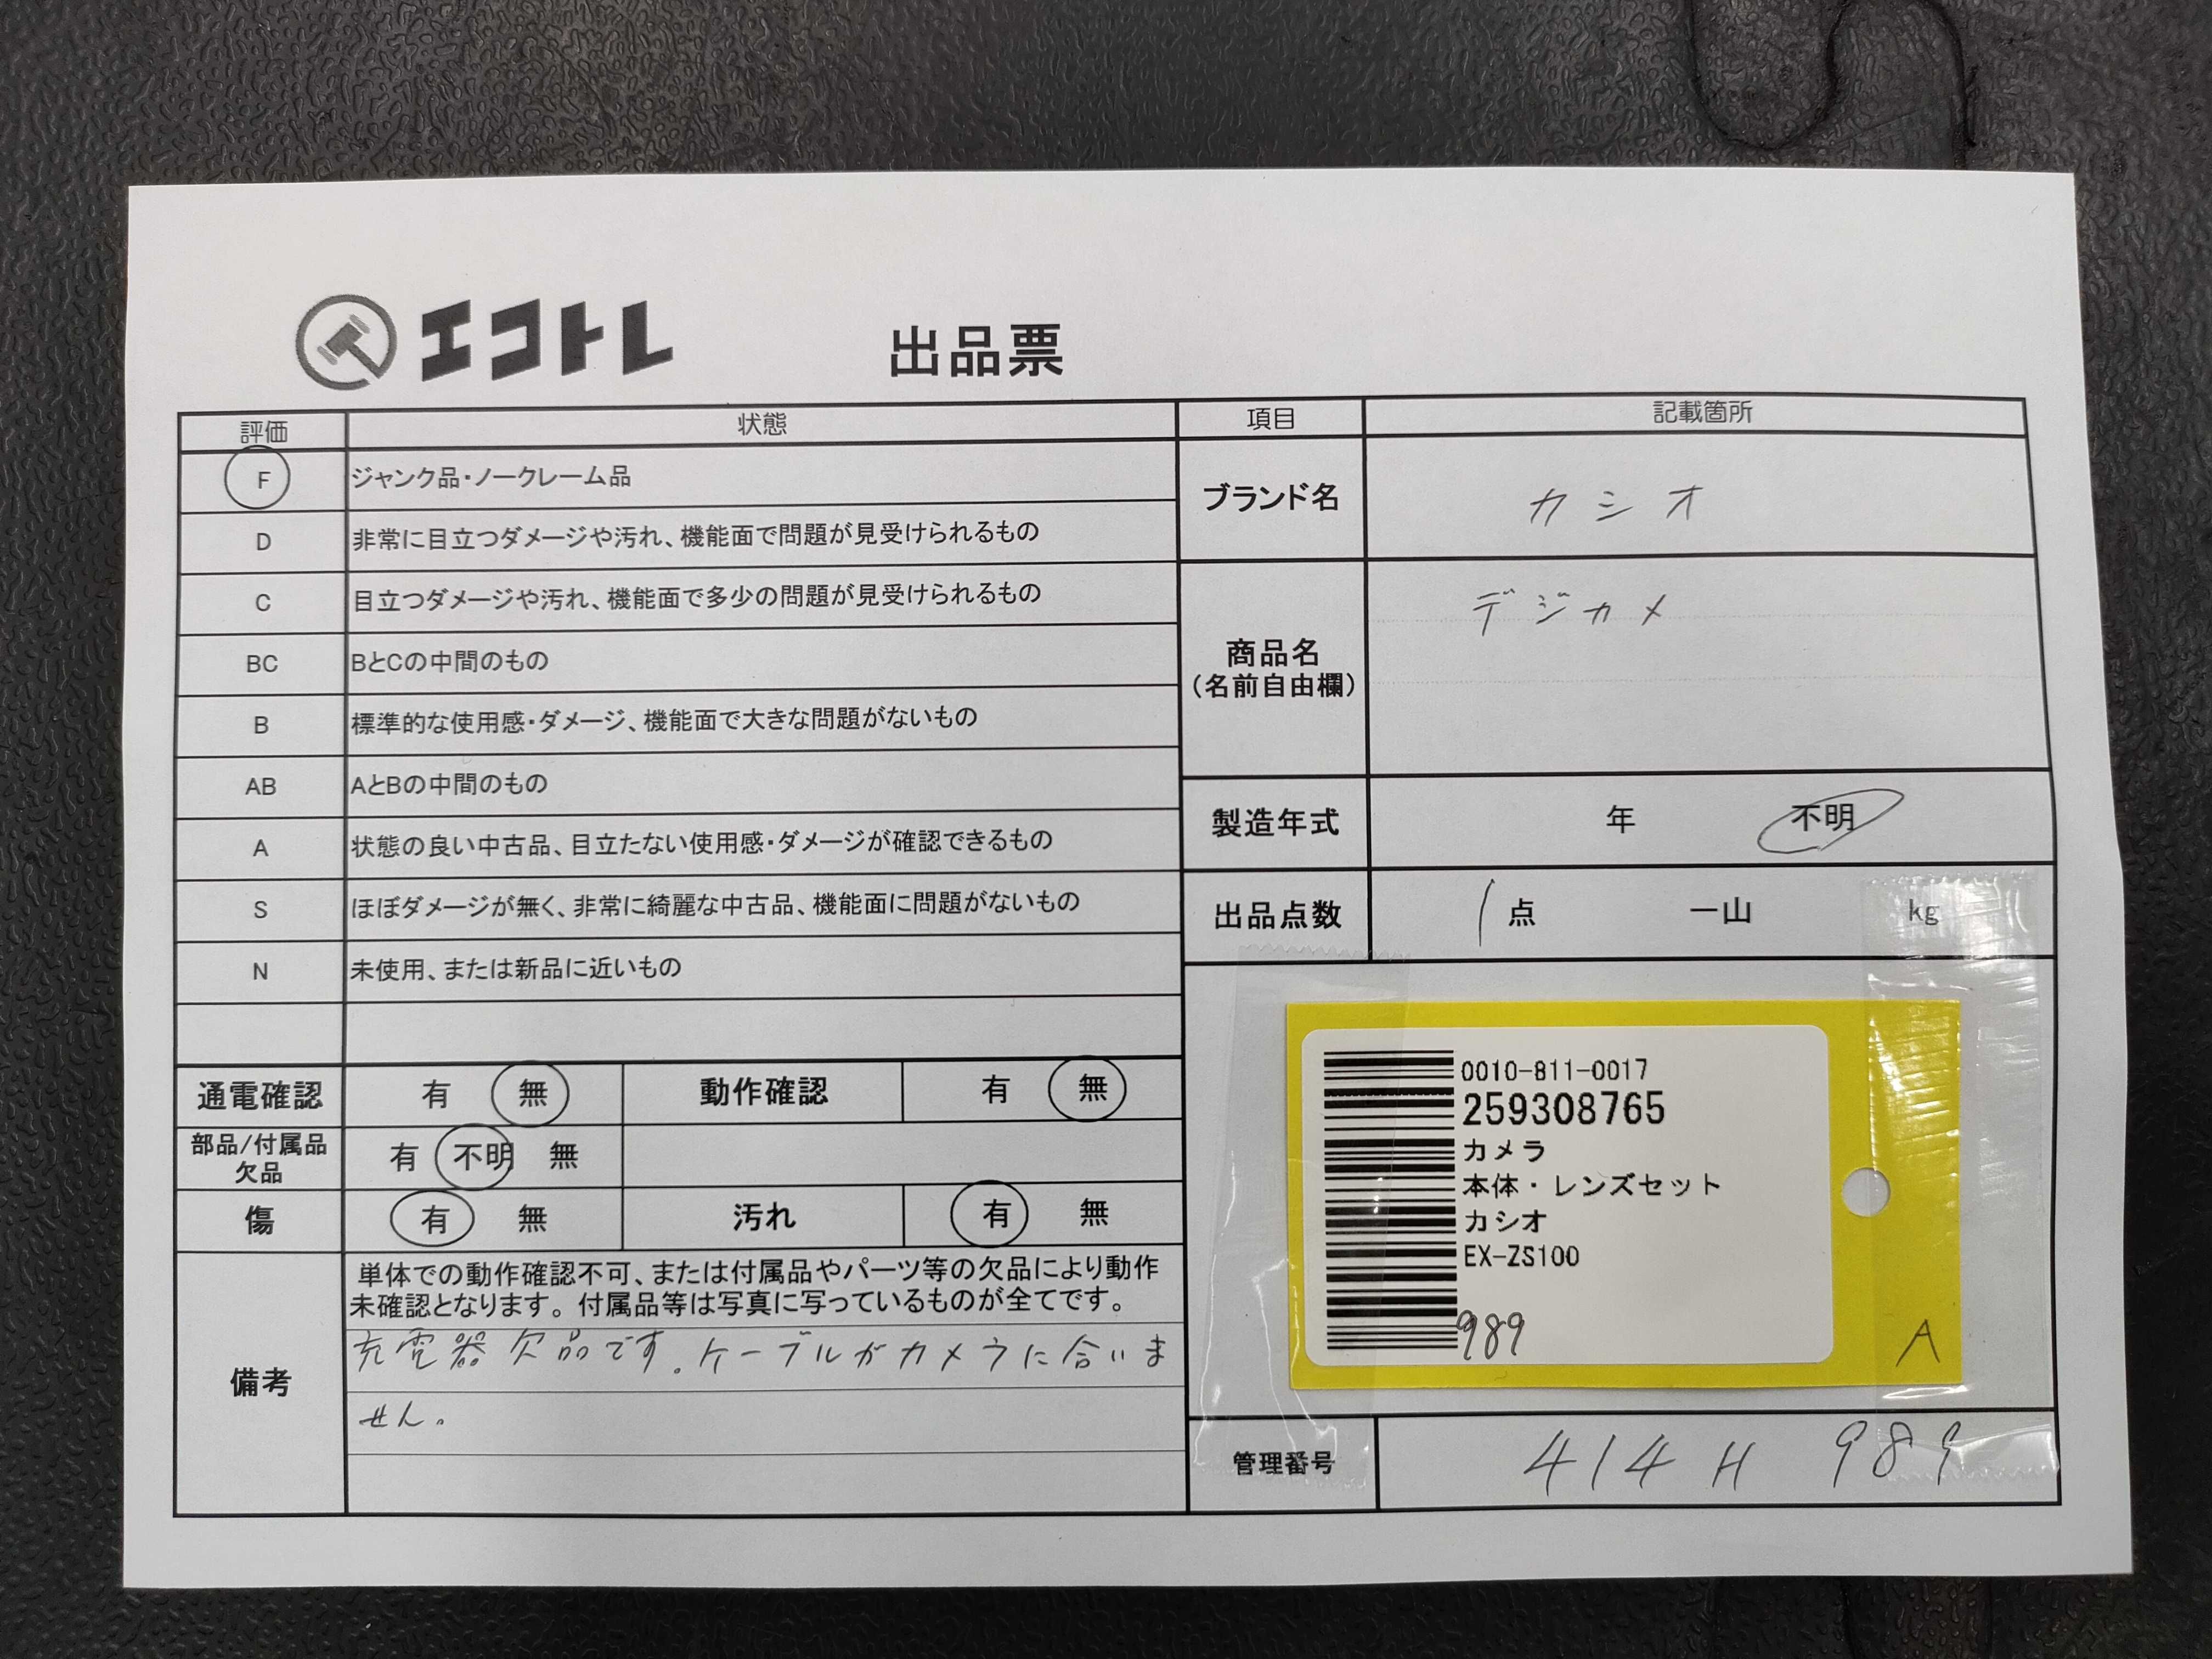 エコトレ
出品票
評価 状態
F ジャンク品・ノークレーム品
D 非常に目立つダメージや汚れ、機能面で問題が見受けられるもの
C 目立つダメージや汚れ、機能面で多少の問題が見受けられるもの
BC BとCの中間のもの
B 標準的な使用感・ダメージ、機能面で大きな問題がないもの
AB AとBの中間のもの
A 状態の良い中古品、目立たない使用感・ダメージが確認できるもの
S ほぼダメージが無く、非常に綺麗な中古品、機能面に問題がないもの
N 未使用、または新品に近いもの
通電確認 有 無 動作確認 有 無
部品/付属品
欠品
有 不明 無
傷 有 無 汚れ 有 無
備考
単体での動作確認不可、または付属品やパーツ等の欠品により動作
未確認となります。付属品等は写真に写っているものが全てです。
充電器欠品です。ケーブルがカメラに合いま
せん。
項目 記載箇所
ブランド名 カシオ
商品名
(名前自由欄)
デジカメ
製造年式 年 不明
出品点数 1点 一山 kg
0010-811-0017
259308765
カメラ
本体・レンズセット
カシオ
EX-ZS100
989
A
管理番号 414H 989